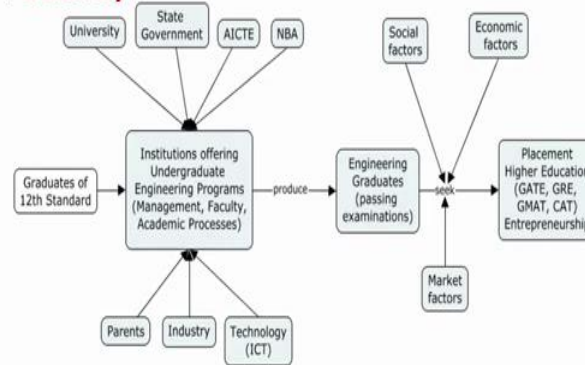 University
State
Government
AICTE
NBA
Social
factors
Economic
factors
Graduates of
12th Standard
Institutions offering
Undergraduate
Engineering Programs
(Management, Faculty,
Academic Processes)
produce
Engineering
Graduates
(passing
examinations)
seek
Placement
Higher Education
(GATE, GRE,
GMAT, CAT)
Entrepreneurship
Market
factors
Parents
Industry
Technology
(ICT)